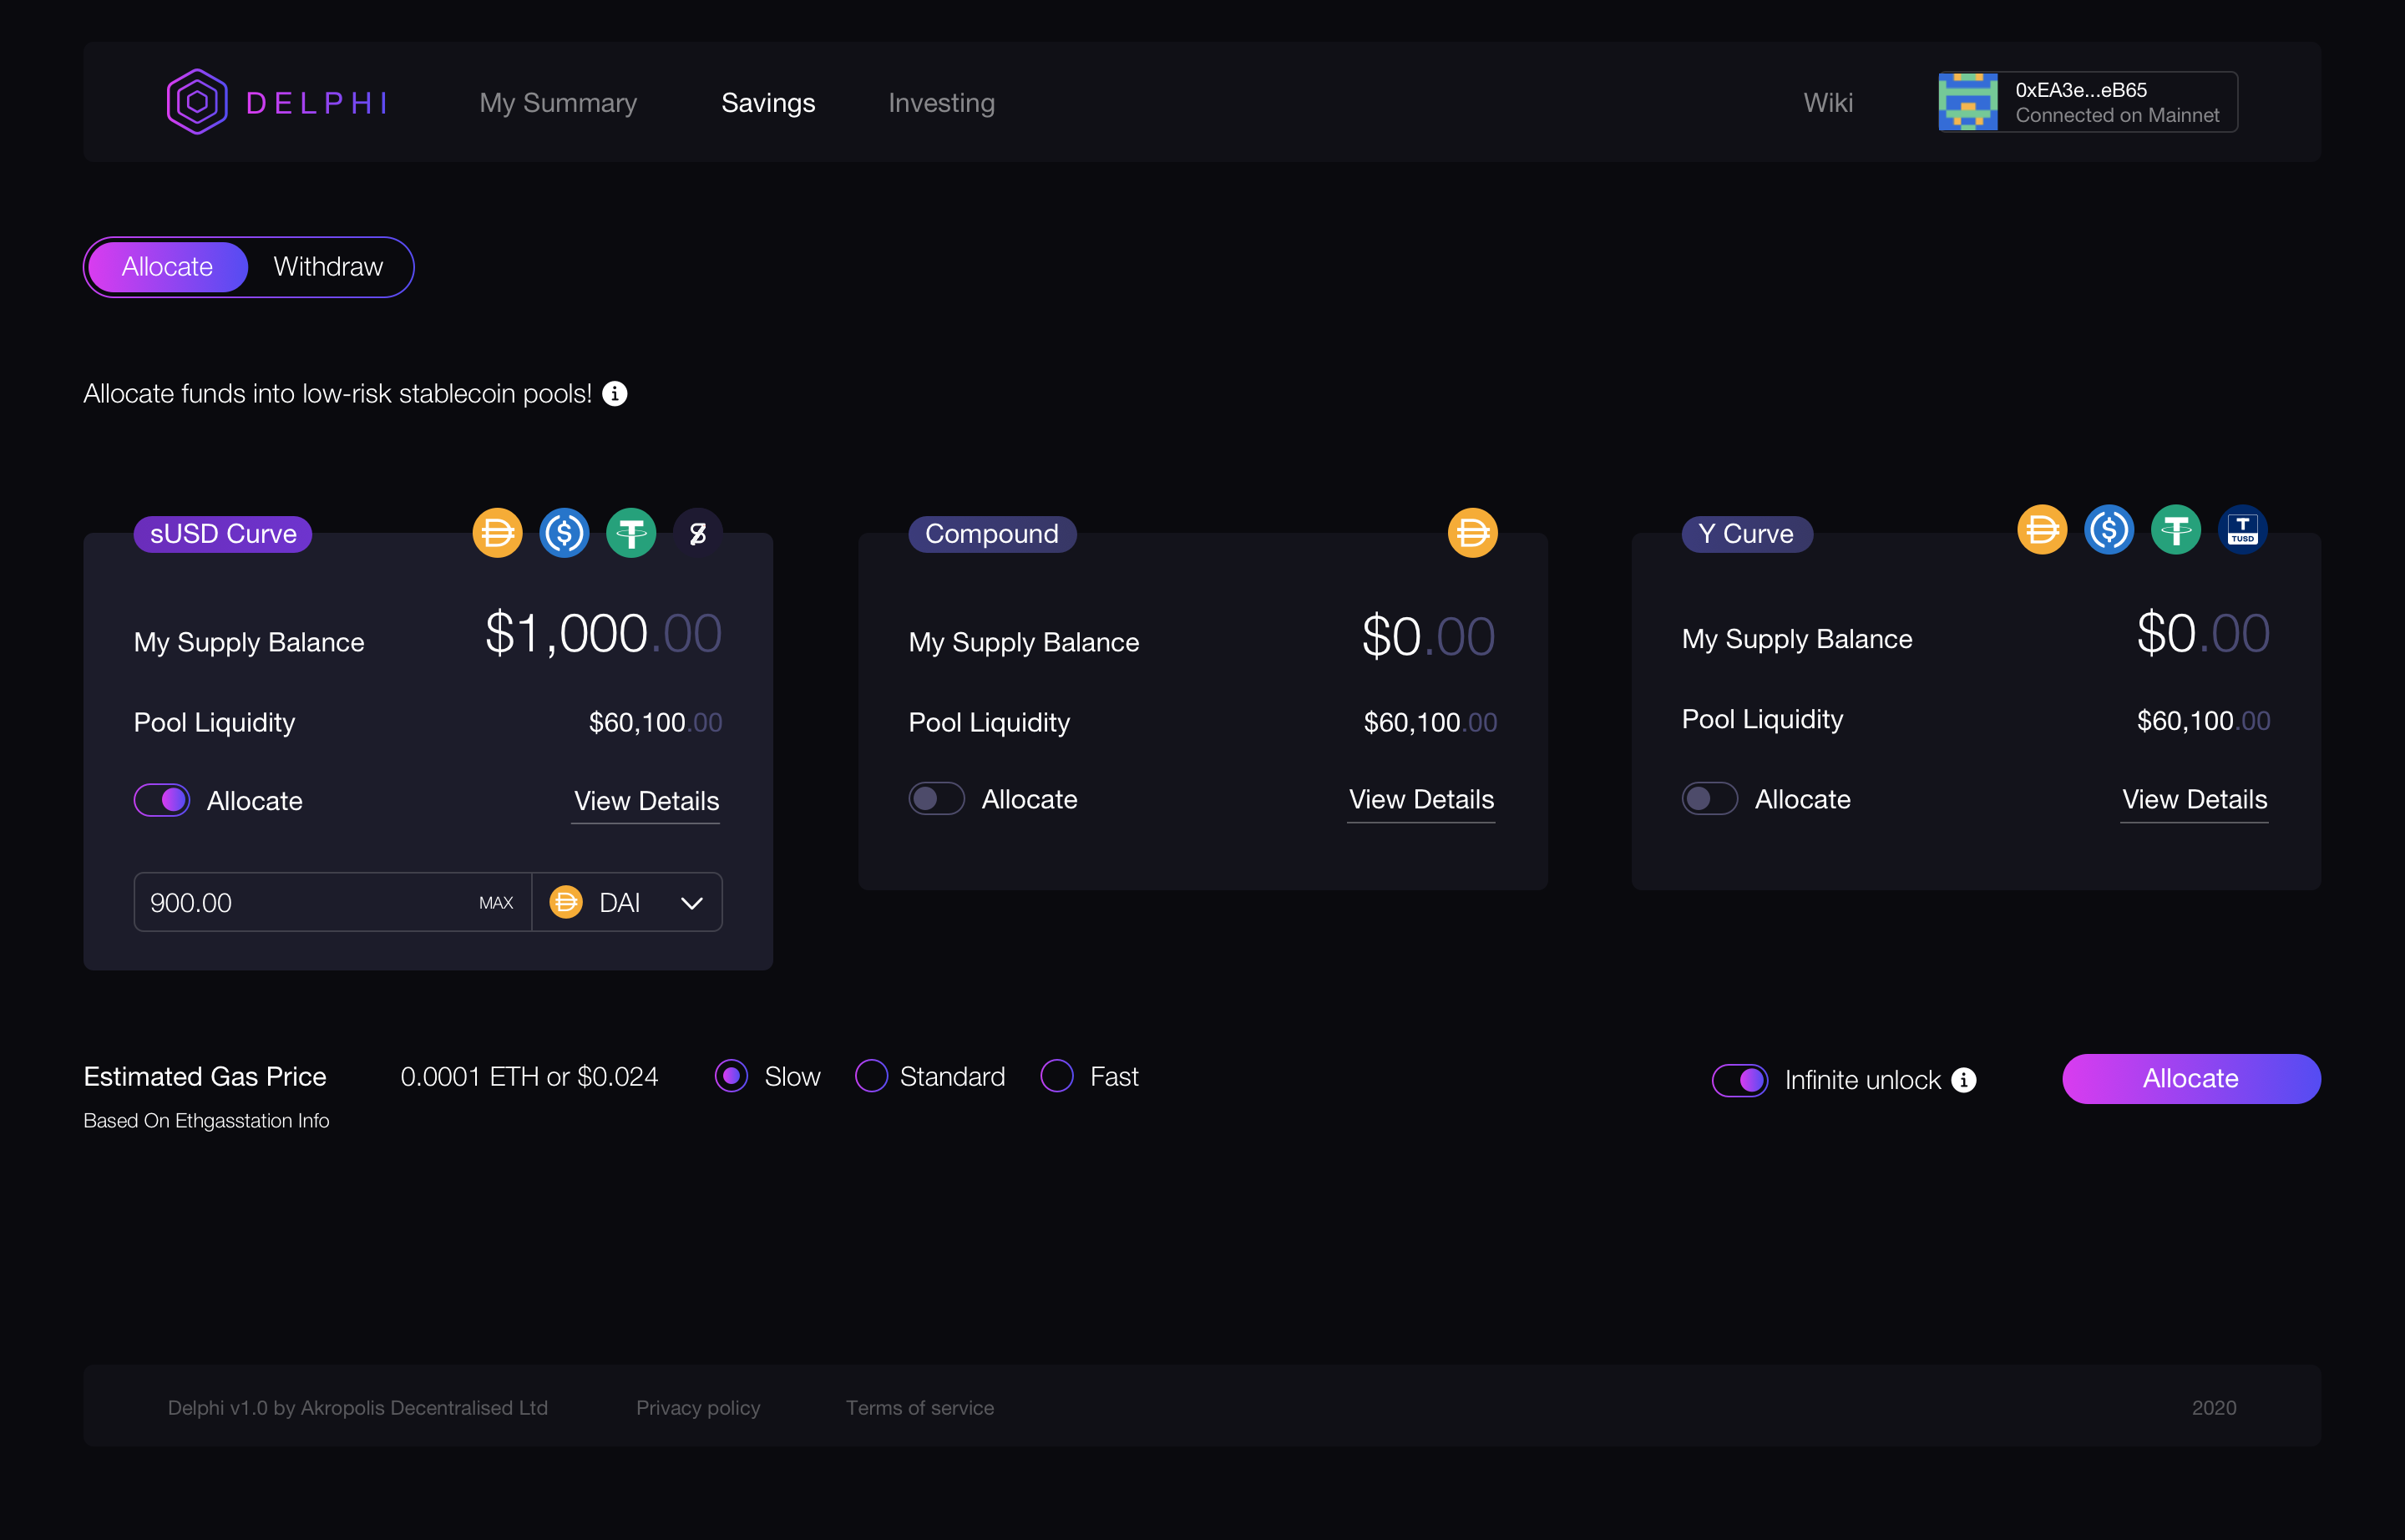 DELPHI
My Summary
Savings
Investing
Wiki
0xEA3e...eB65
Connected on Mainnet
Allocate
Withdraw
Allocate funds into low-risk stablecoin pools!
sUSD Curve
My Supply Balance
$1,000.00
Pool Liquidity
$60,100.00
Allocate
View Details
900.00
MAX
DAI
Compound
My Supply Balance
$0.00
Pool Liquidity
$60,100.00
Allocate
View Details
Y Curve
T
TUSD
My Supply Balance
$0.00
Pool Liquidity
$60,100.00
Allocate
View Details
Estimated Gas Price
0.0001 ETH or $0.024
Slow
Standard
Fast
Based On Ethgasstation Info
Infinite unlock
Allocate
Delphi v1.0 by Akropolis Decentralised Ltd
Privacy policy
Terms of service
2020